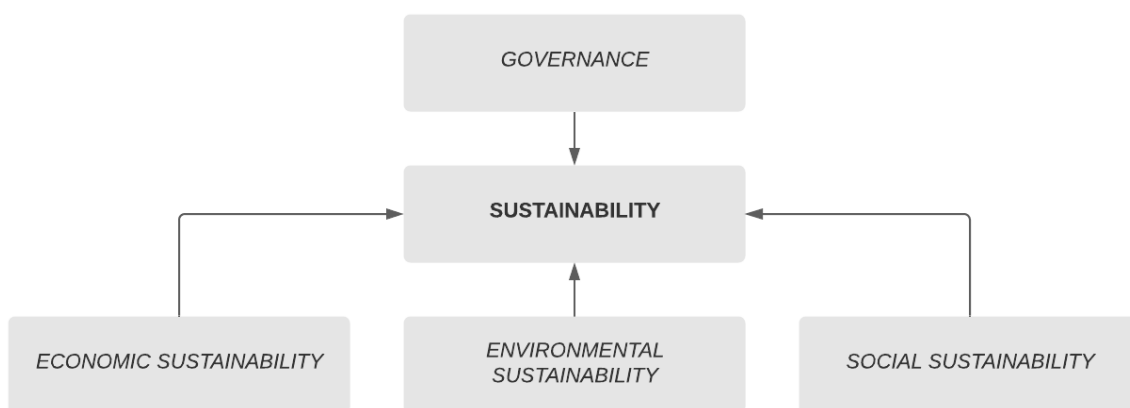 GOVERNANCE
SUSTAINABILITY
ECONOMIC SUSTAINABILITY
ENVIRONMENTAL
SUSTAINABILITY
SOCIAL SUSTAINABILITY